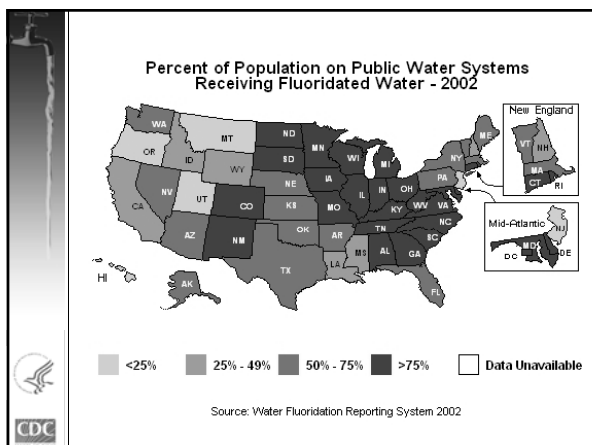 Percent of Population on Public Water Systems
Receiving Fluoridated Water - 2002
New England
WA
MT
ND
MN
ME
OR
ID
SD
WI
MI
NY
VT
NH
WY
IA
PA
MA
NE
NV
UT
IL
IN
OH
CT
RI
CO
KS
MO
KY
WV
VA
CA
NC
Mid-Atlantic
TN
OK
AR
AZ
NM
SC
NJ
MS
AL
GA
MD
LA
DC
DE
HI
TX
AK
FL
<25%
25% - 49%
50% - 75%
>75%
Data Unavailable
Source: Water Fluoridation Reporting System 2002
CDC